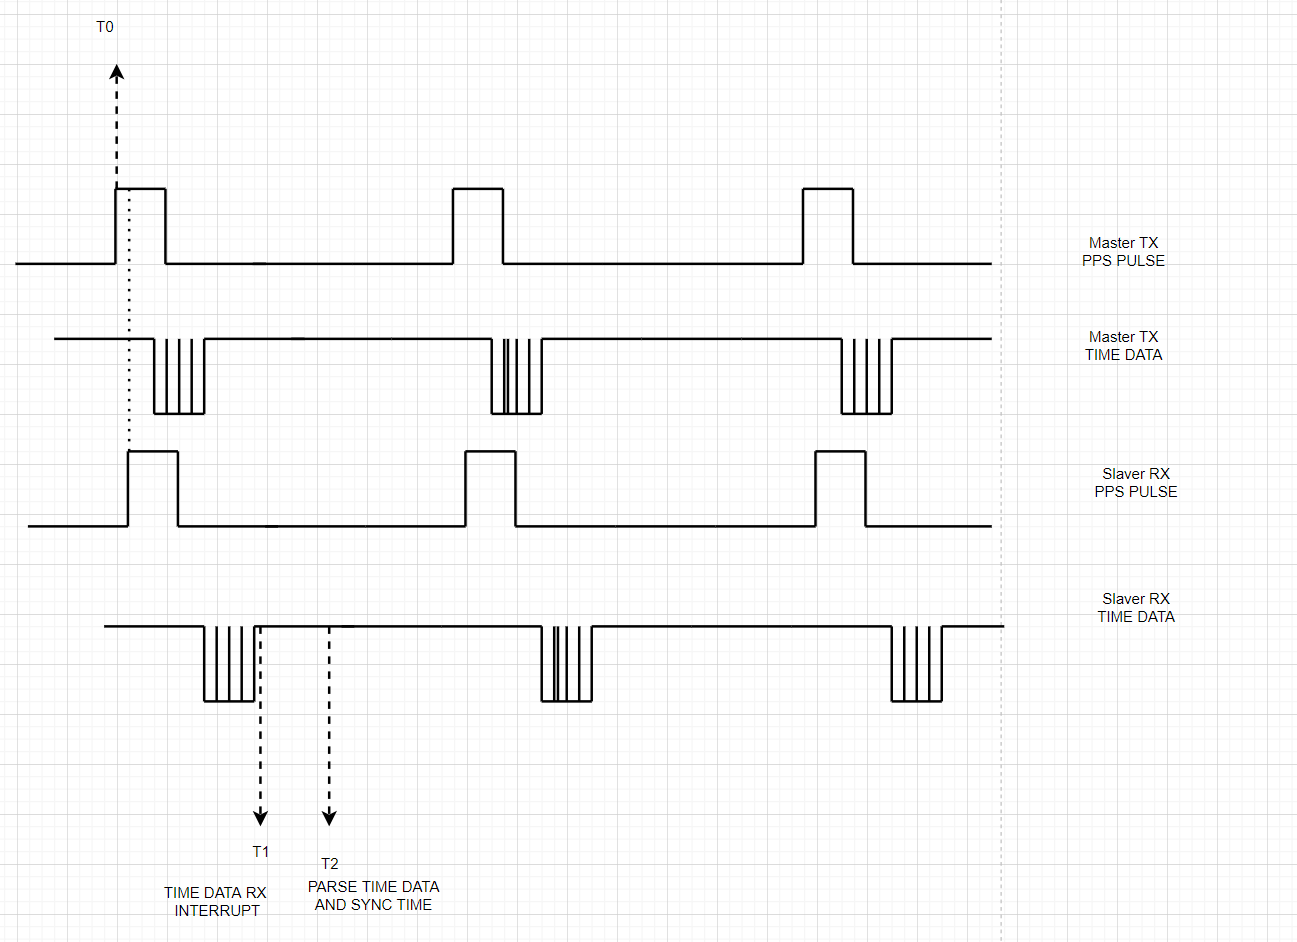 T0
Master TX
PPS PULSE
Master TX
TIME DATA
Slaver RX
PPS PULSE
Slaver RX
TIME DATA
T1
TIME DATA RX
INTERRUPT
T2
PARSE TIME DATA
AND SYNC TIME